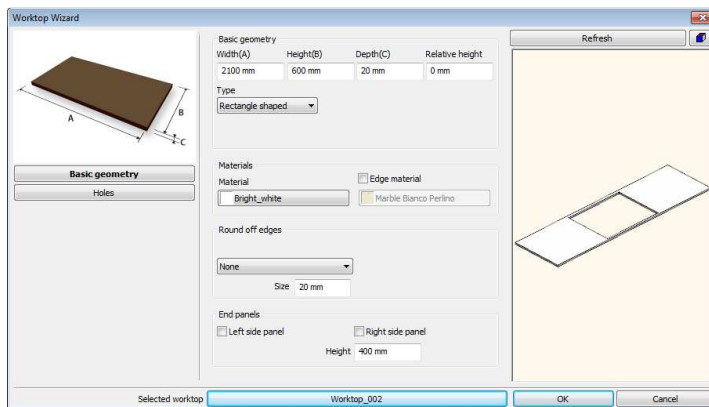 Worktop Wizard
A
B
C
Basic geometry
Holes
Basic geometry
Width(A) Height(B) Depth(C) Relative height
2100 mm 600 mm 20 mm 0 mm
Type
Rectangle shaped
Materials
Material Edge material
Bright_white Marble Bianco Perlino
Round off edges
None
Size 20 mm
End panels
Left side panel Right side panel
Height 400 mm
Refresh
Selected worktop Worktop_002 OK Cancel